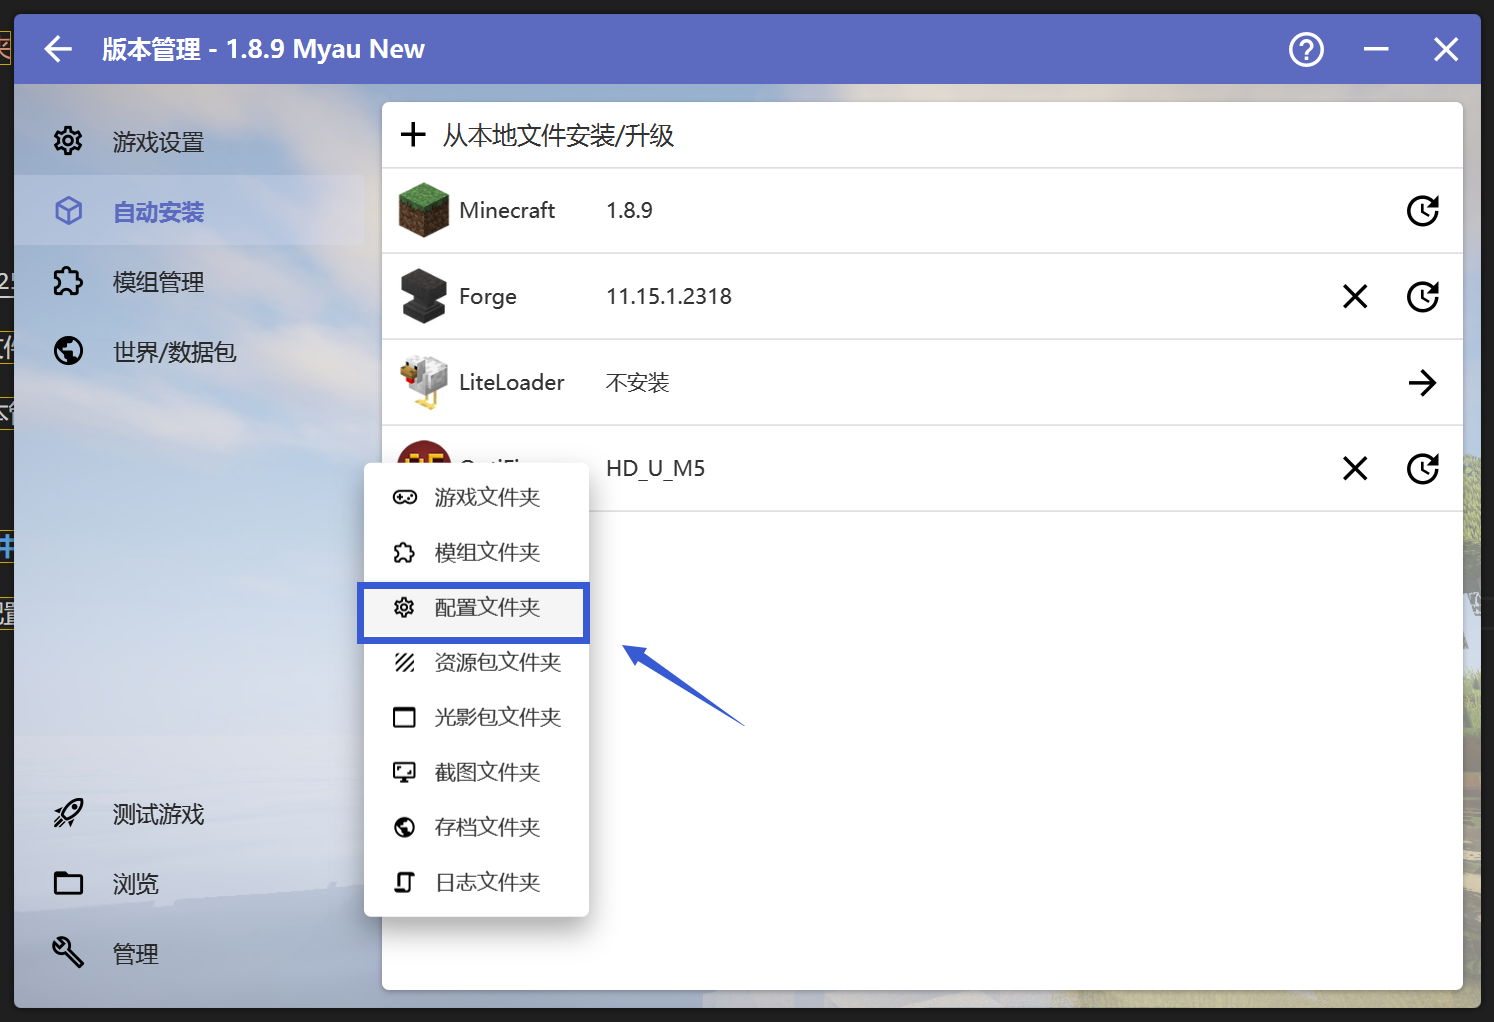 版本管理 - 1.8.9 Myau New
游戏设置
自动安装
模组管理
世界/数据包
测试游戏
浏览
管理
从本地文件安装/升级
Minecraft 1.8.9
Forge 11.15.1.2318
LiteLoader 不安装
HD_U_M5
游戏文件夹
模组文件夹
配置文件夹
资源包文件夹
光影包文件夹
截图文件夹
存档文件夹
日志文件夹